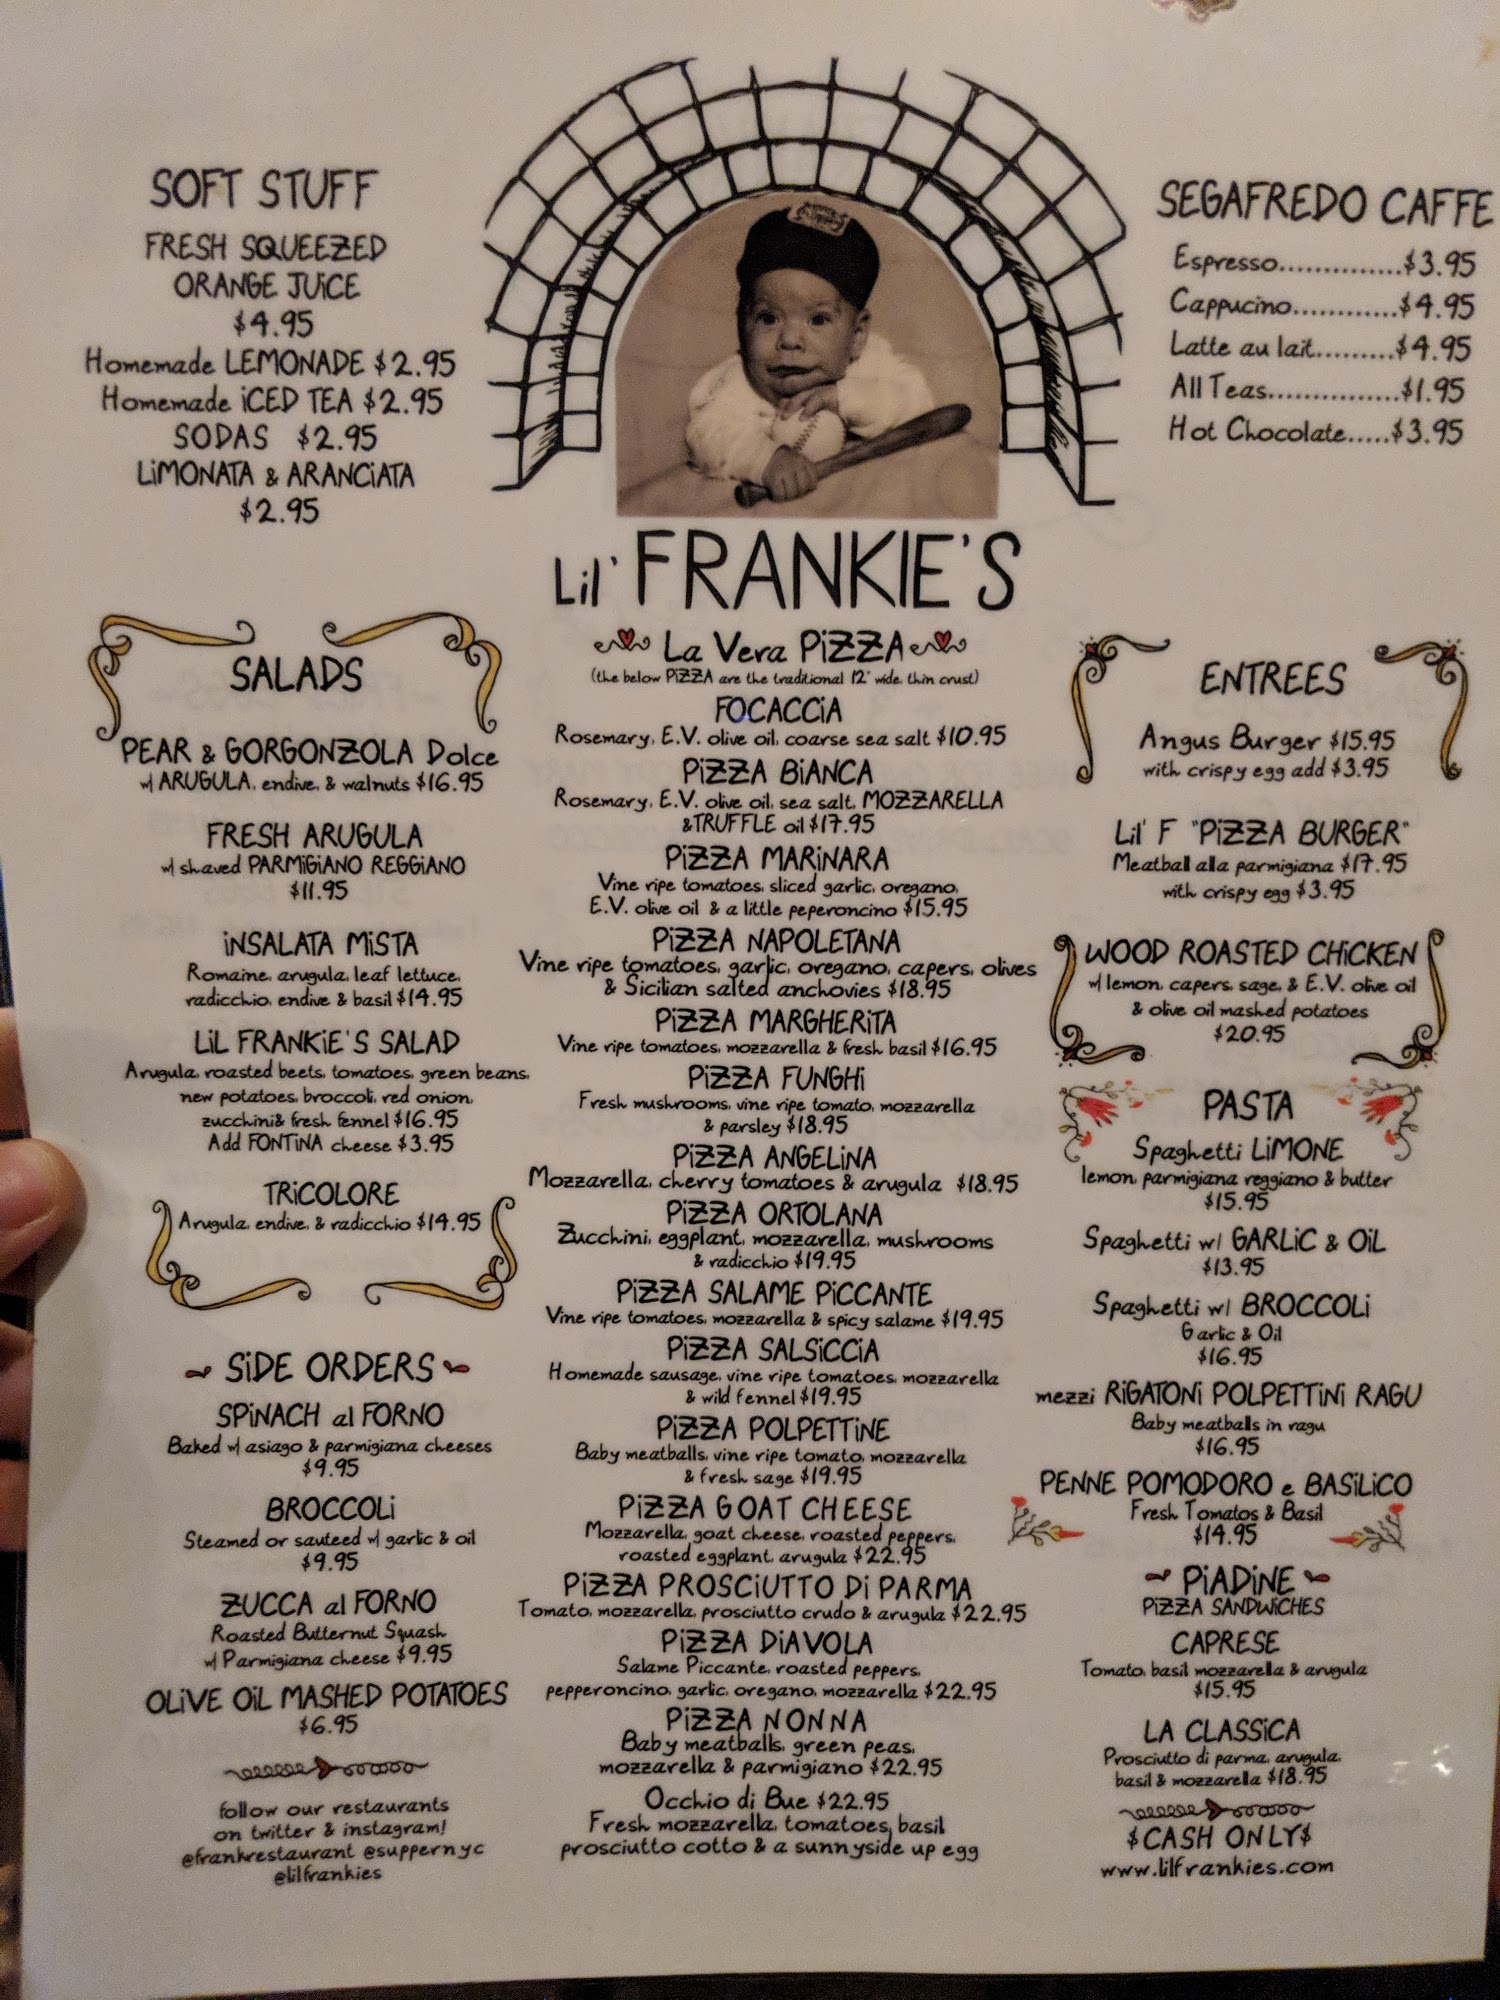 SOFT STUFF
FRESH SQUEEZED
ORANGE JUiCE
$4.95
Homemade LEMONADE $2.95
Homemade iCED TEA $2.95
SODAS $2.95
LiMONATA & ARANCiATA
$2.95
SEGAFREDO CAFFE
Espresso...............$3.95
Cappucino.............$4.95
Latte au lait..........$4.95
All Teas................$1.95
Hot Chocolate.....$3.95
Lil' FRANKIE'S
SALADS
PEAR & GORGONZOLA Dolce
w/ ARUGULA, endive, & walnuts $16.95
FRESH ARUGULA
w/ shaved PARMiGiANO REGGiANO
$11.95
iNSALATA MiSTA
Romaine, arugula, leaf lettuce,
radicchio, endive & basil $14.95
LiL FRANKiE'S SALAD
Arugula, roasted beets, tomatoes, green beans,
new potatoes, broccoli, red onion,
zucchini& fresh fennel $16.95
Add FONTiNA cheese $3.95
TRiCOLORE
Arugula, endive, & radicchio $14.95
SiDE ORDERS
SPiNACH al FORNO
Baked w/ asiago & parmigiana cheeses
$9.95
BROCCOLi
Steamed or sauteed w/ garlic & oil
$9.95
ZUCCA al FORNO
Roasted Butternut Squash
w/ Parmigiana cheese $9.95
OLiVE OiL MASHED POTATOES
$6.95
follow our restaurants
on twitter & instagram!
@frankrestaurant @suppernyc
@lilfrankies
La Vera PiZZA
(the below PiZZA are the traditional 12" wide, thin crust)
FOCACCiA
Rosemary, E.V. olive oil, coarse sea salt $10.95
PiZZA BiANCA
Rosemary, E.V. olive oil, sea salt, MOZZARELLA
&TRUFFLE oil $17.95
PiZZA MARiNARA
Vine ripe tomatoes, sliced garlic, oregano,
E.V. olive oil & a little peperoncino $15.95
PiZZA NAPOLETANA
Vine ripe tomatoes, garlic, oregano, capers, olives
& Sicilian salted anchovies $18.95
PiZZA MARGHERiTA
Vine ripe tomatoes, mozzarella & fresh basil $16.95
PiZZA FUNGHi
Fresh mushrooms, vine ripe tomato, mozzarella
& parsley $18.95
PiZZA ANGELiNA
Mozzarella, cherry tomatoes & arugula $18.95
PiZZA ORTOLANA
Zucchini, eggplant, mozzarella, mushrooms
& radicchio $19.95
PiZZA SALAME PiCCANTE
Vine ripe tomatoes, mozzarella & spicy salame $19.95
PiZZA SALSiCCiA
Homemade sausage, vine ripe tomatoes, mozzarella
& wild fennel $19.95
PiZZA POLPETTiNE
Baby meatballs, vine ripe tomato, mozzarella
& fresh sage $19.95
PiZZA GOAT CHEESE
Mozzarella, goat cheese, roasted peppers,
roasted eggplant, arugula $22.95
PiZZA PROSCiUTTO Di PARMA
Tomato, mozzarella, prosciutto crudo & arugula $22.95
PiZZA DiAVOLA
Salame Piccante, roasted peppers,
pepperoncino, garlic, oregano, mozzarella $22.95
PiZZA NONNA
Baby meatballs, green peas,
mozzarella & parmigiano $22.95
Occhio di Bue $22.95
Fresh mozzarella, tomatoes, basil
prosciutto cotto & a sunnyside up egg
ENTREES
Angus Burger $15.95
with crispy egg add $3.95
Lil' F "PiZZA BURGER"
Meatball alla parmigiana $17.95
with crispy egg $3.95
WOOD ROASTED CHiCKEN
w/ lemon, capers, sage, & E.V. olive oil
& olive oil mashed potatoes
$20.95
PASTA
Spaghetti LiMONE
lemon, parmigiana reggiano & butter
$15.95
Spaghetti w/ GARLiC & OiL
$13.95
Spaghetti w/ BROCCOLi
Garlic & Oil
$16.95
mezzi RiGATONi POLPETTiNi RAGU
Baby meatballs in ragu
$16.95
PENNE POMODORO e BASiLiCO
Fresh Tomatos & Basil
$14.95
PiADiNE
PiZZA SANDWiCHES
CAPRESE
Tomato, basil mozzarella & arugula
$15.95
LA CLASSiCA
Prosciutto di parma, arugula,
basil & mozzarella $18.95
$CASH ONLY$
www.lilfrankies.com